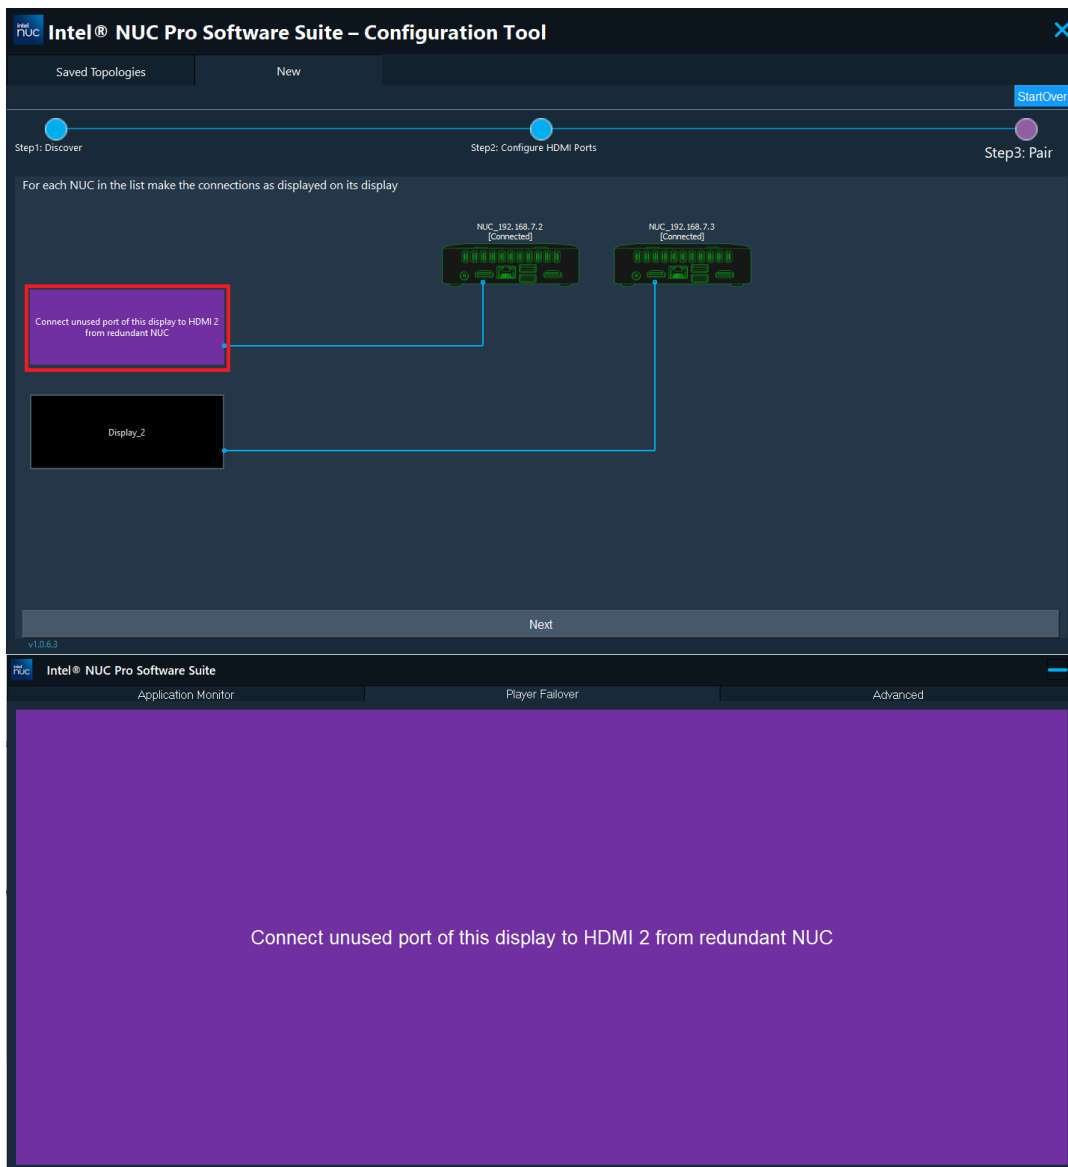 intel
nuc
Intel® NUC Pro Software Suite – Configuration Tool
Saved Topologies
New
StartOver
Step1: Discover
Step2: Configure HDMI Ports
Step3: Pair
For each NUC in the list make the connections as displayed on its display
NUC_192.168.7.2
[Connected]
NUC_192.168.7.3
[Connected]
Connect unused port of this display to HDMI 2
from redundant NUC
Display_2
Next
v1.0.6.3
intel
nuc
Intel® NUC Pro Software Suite
Application Monitor
Player Failover
Advanced
Connect unused port of this display to HDMI 2 from redundant NUC